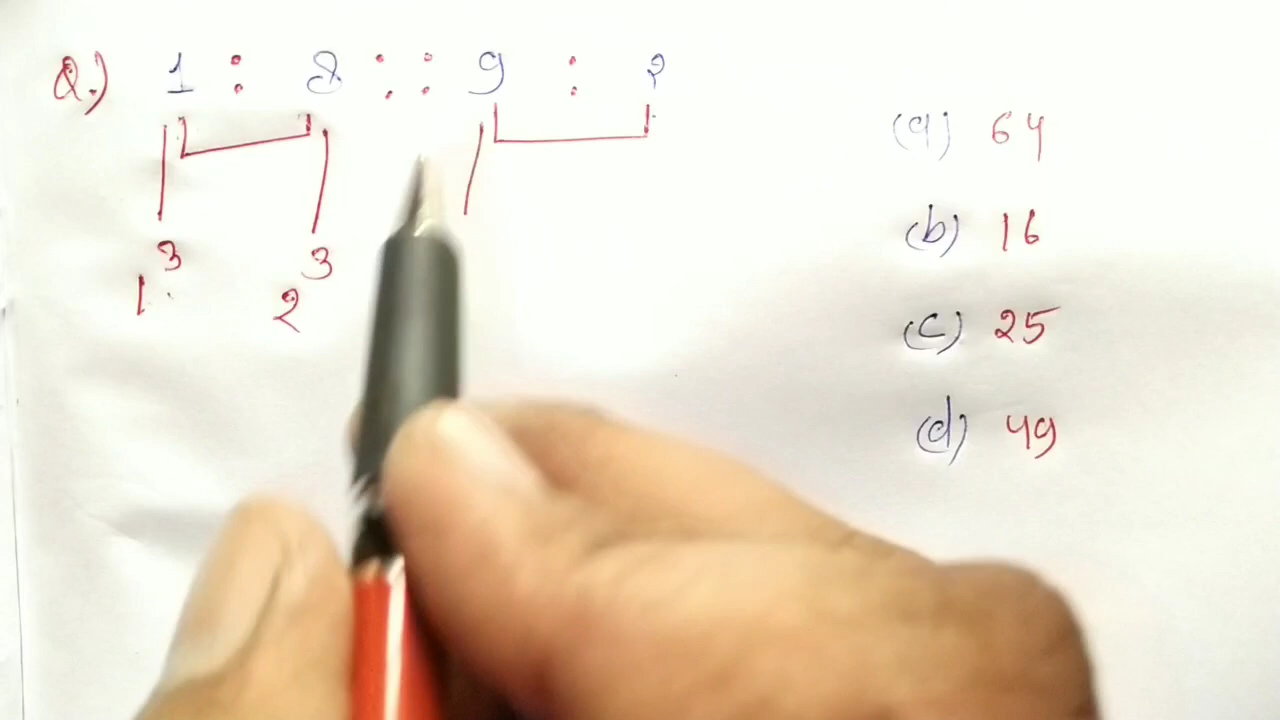 Q.) 1 : 8 :: 9 : ?
1³ 2³
(a) 64
(b) 16
(c) 25
(d) 49